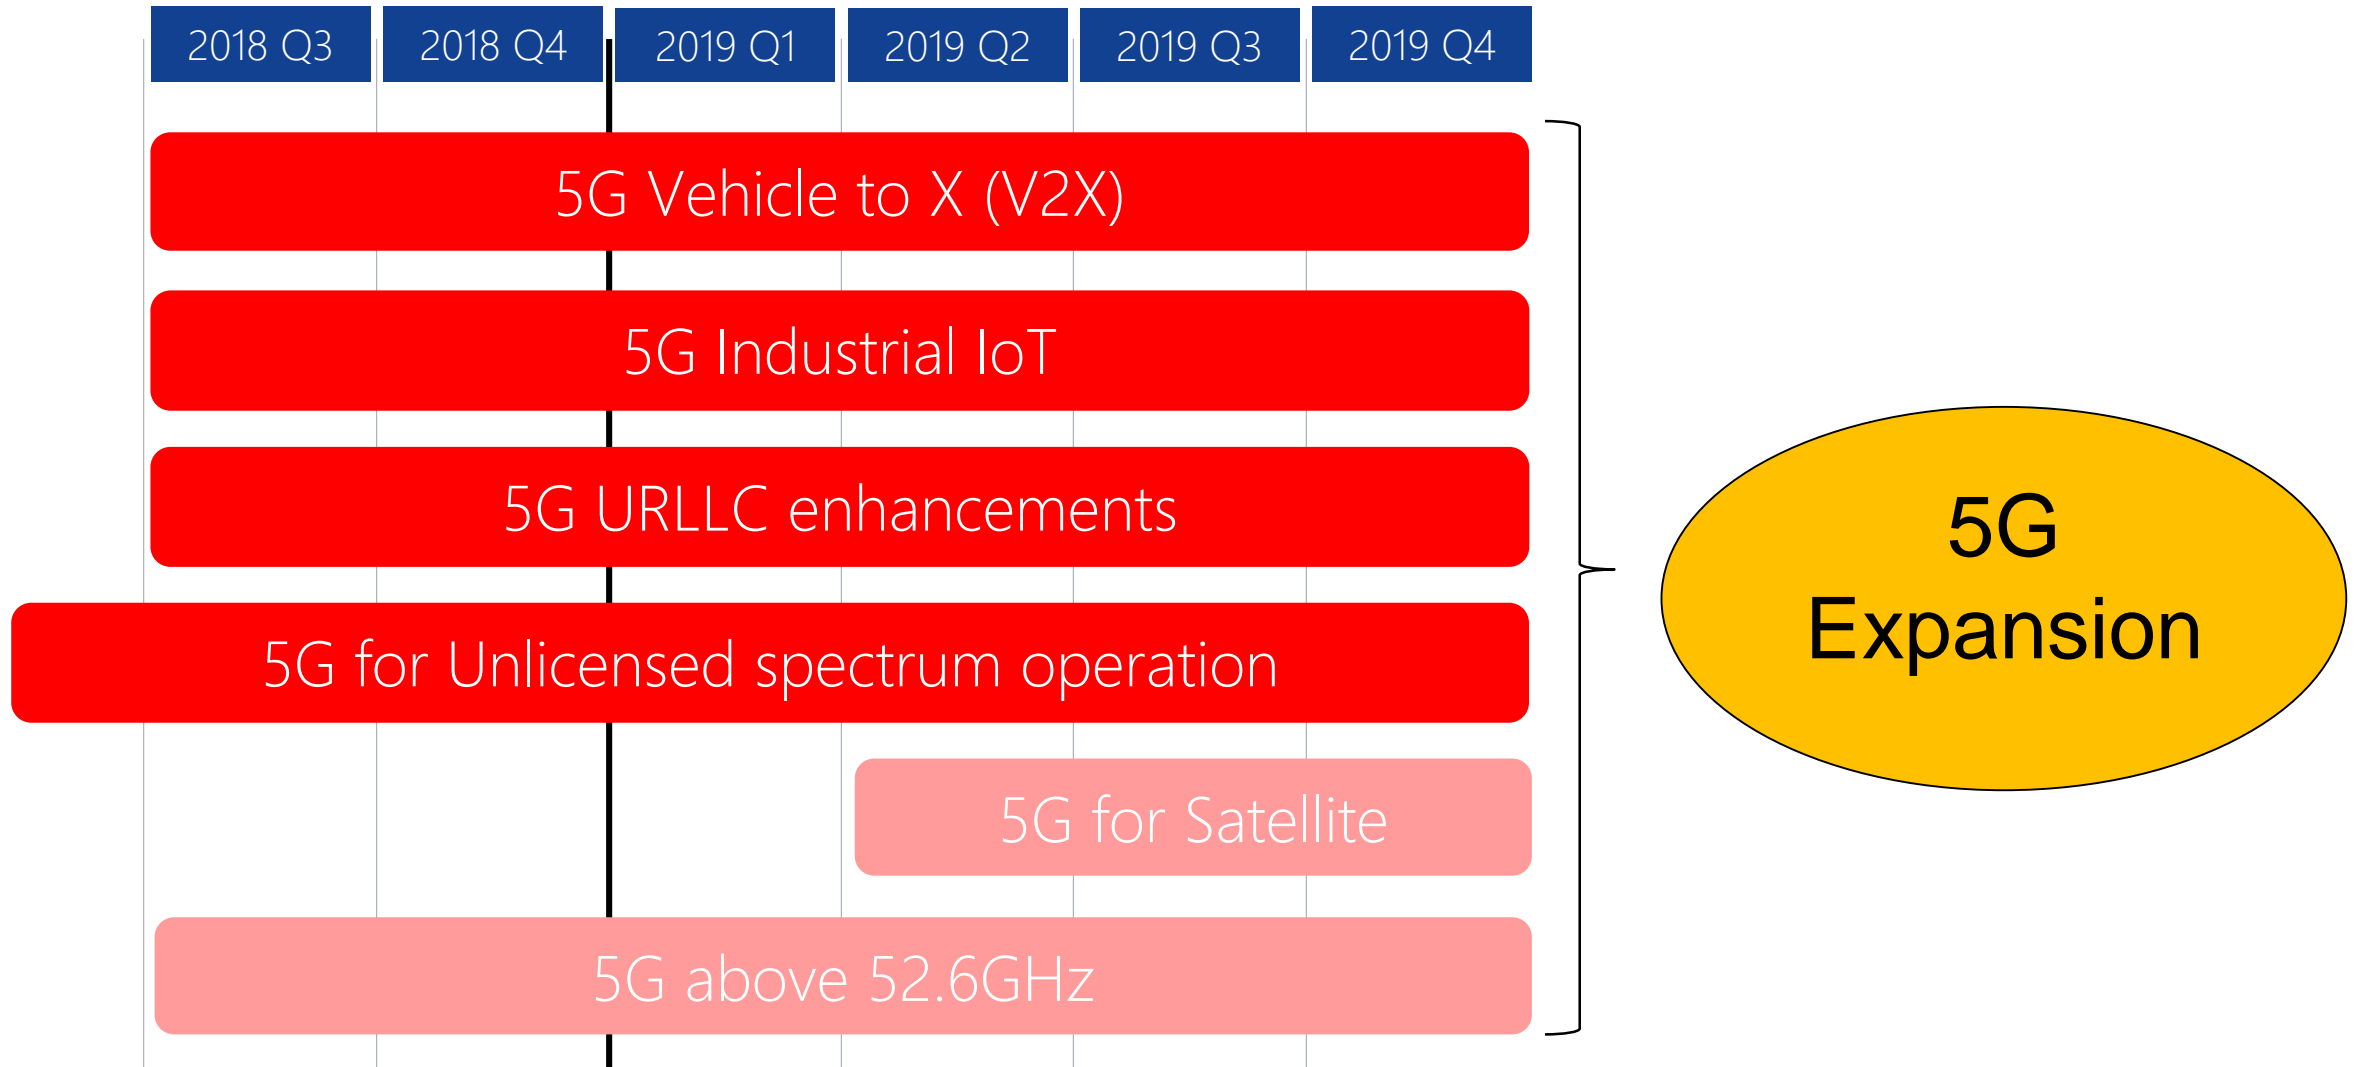 2018 Q3
2018 Q4
2019 Q1
2019 Q2
2019 Q3
2019 Q4
5G Vehicle to X (V2X)
5G Industrial IoT
5G URLLC enhancements
5G for Unlicensed spectrum operation
5G for Satellite
5G above 52.6GHz
5G
Expansion